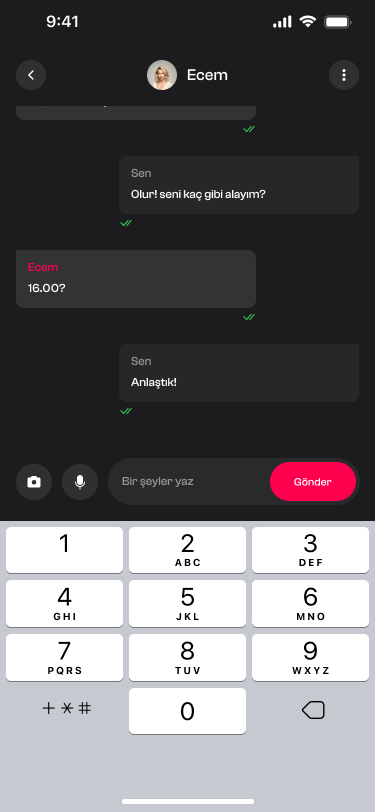 9:41
Ecem
Sen
Olur! seni kaç gibi alayım?
Ecem
16.00?
Sen
Anlaştık!
Bir şeyler yaz
Gönder
1
2
ABC
3
DEF
4
GHI
5
JKL
6
MNO
7
PQRS
8
TUV
9
WXYZ
+ * #
0